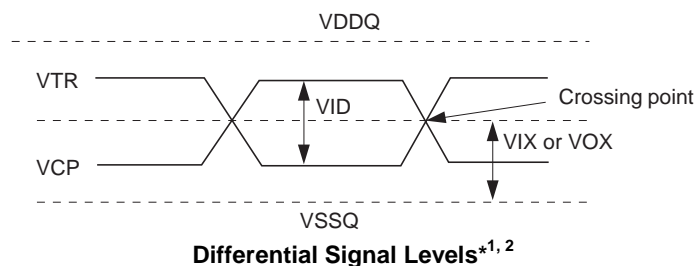 VDDQ
VTR
VID
Crossing point
VIX or VOX
VCP
VSSQ
Differential Signal Levels*1, 2